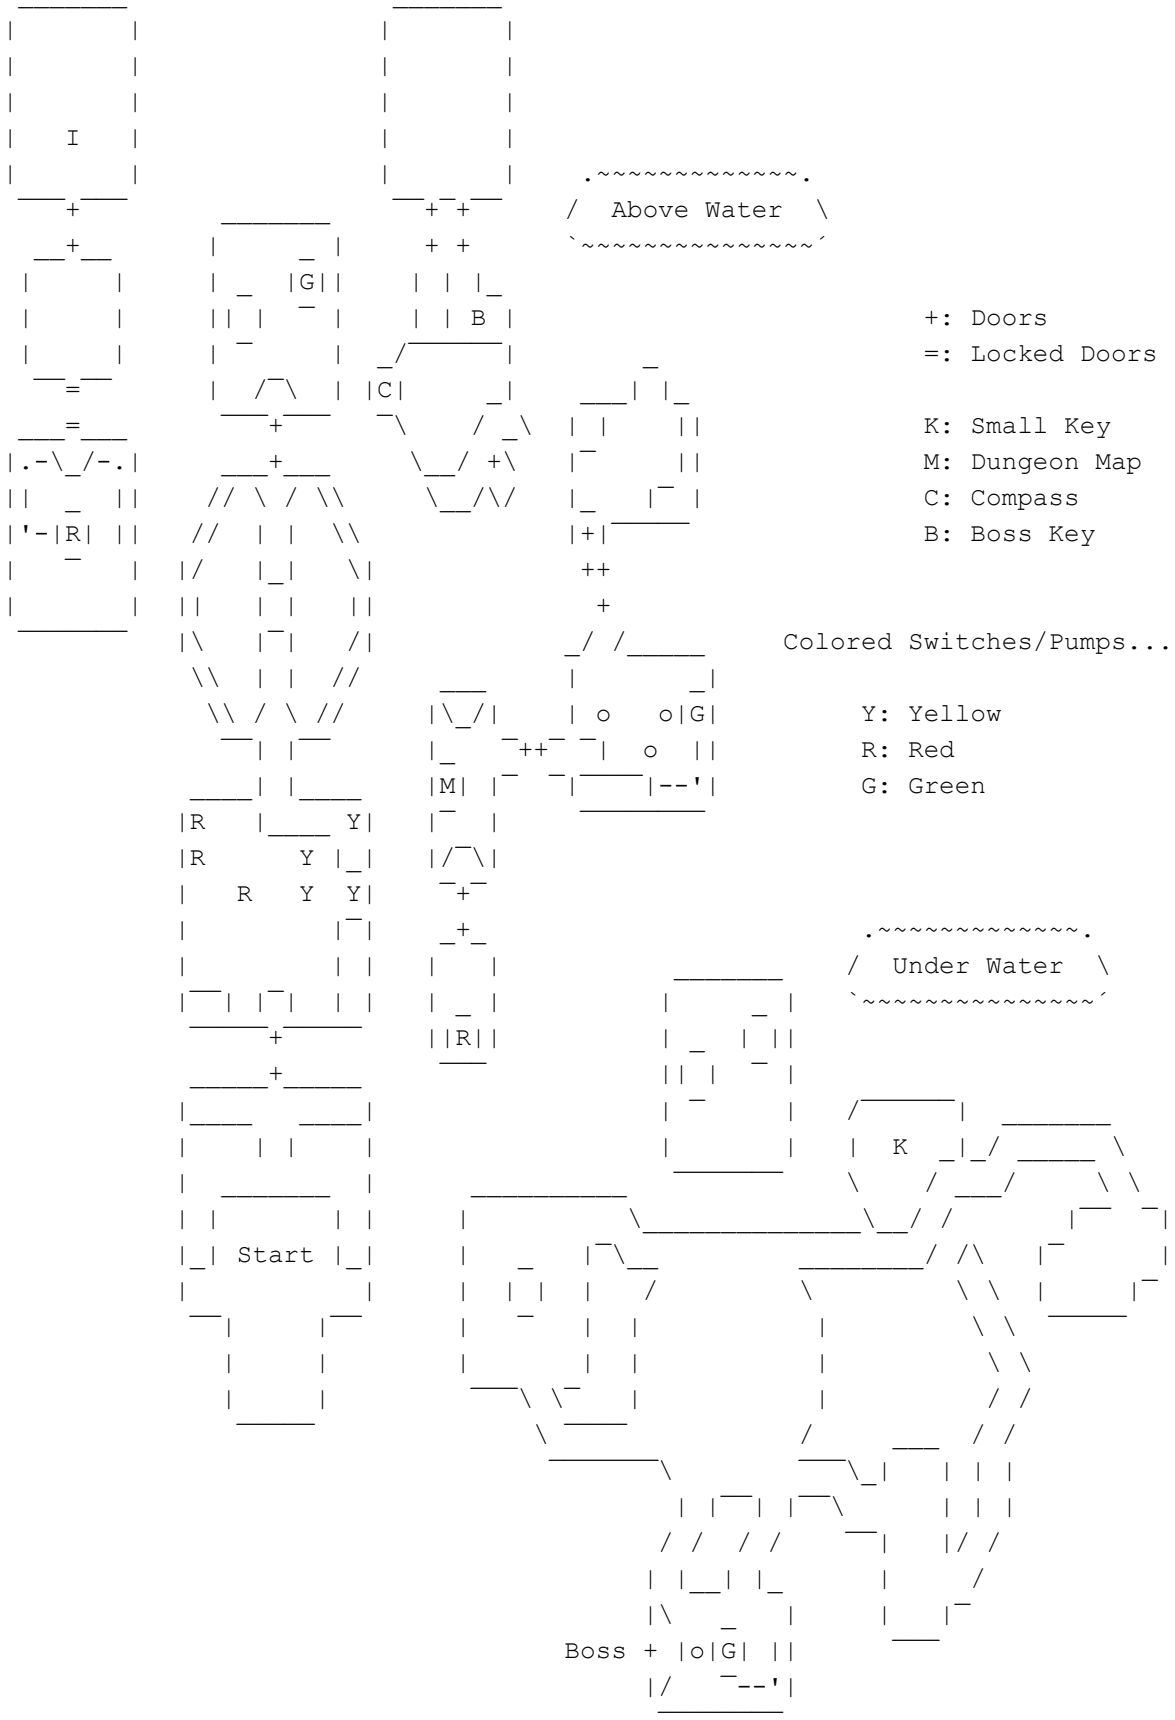 I
Above Water
G
B
+: Doors
=: Locked Doors
C
K: Small Key
M: Dungeon Map
C: Compass
R
B: Boss Key
Colored Switches/Pumps...
G
Y: Yellow
R: Red
M
G: Green
R Y
R Y
R Y Y
Under Water
R
K
Start
Boss + G